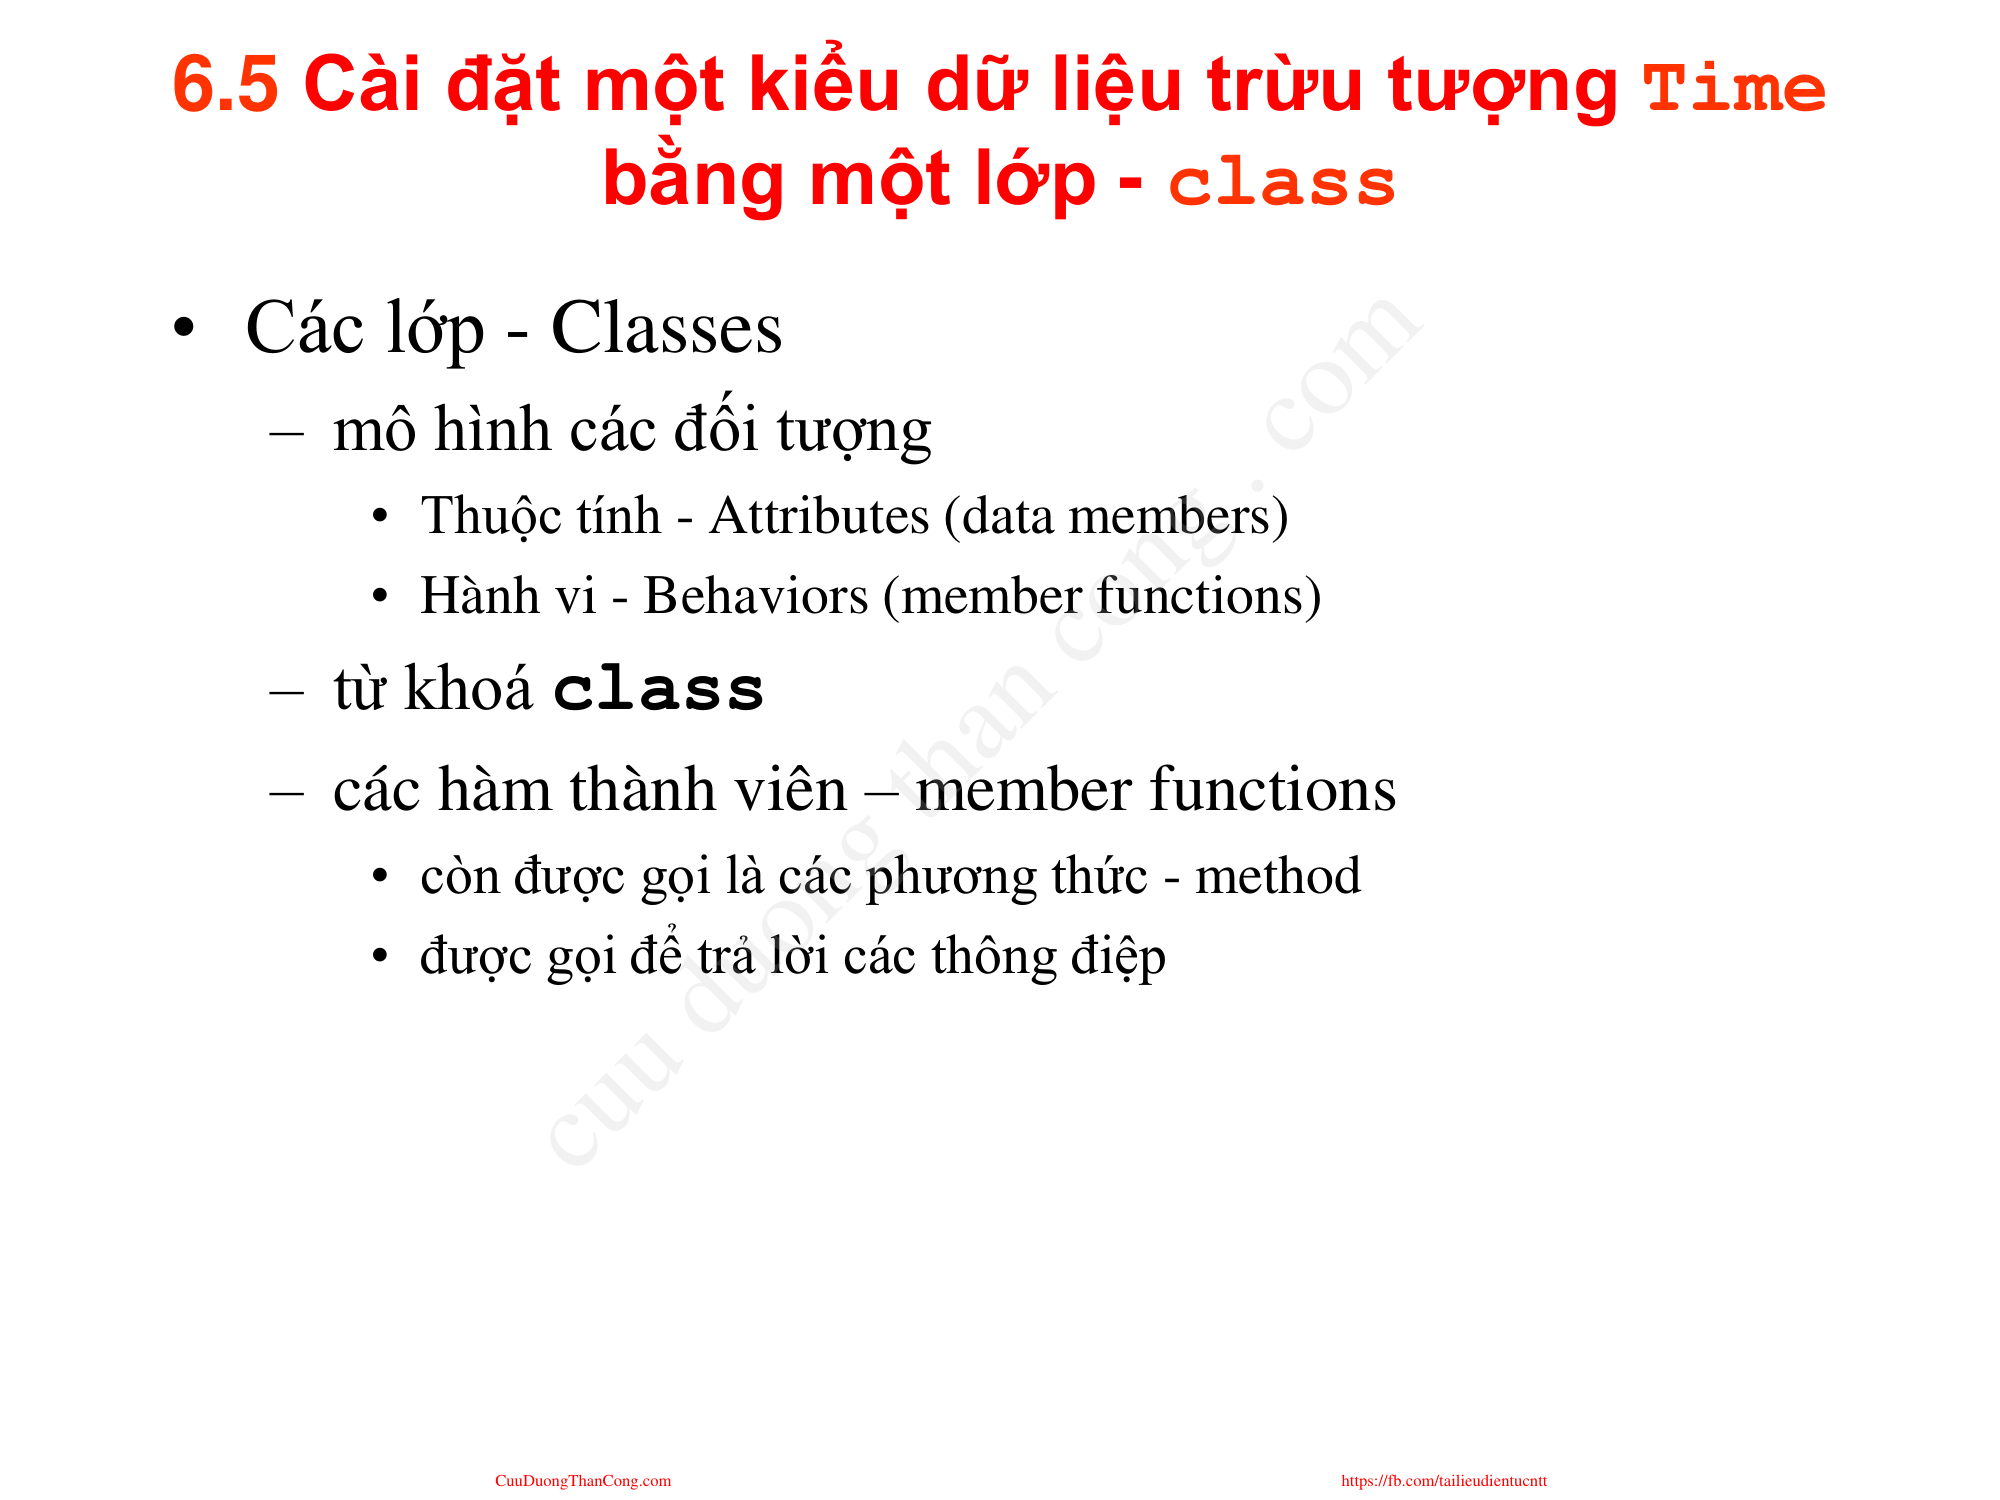 6.5 Cài đặt một kiểu dữ liệu trừu tượng Time
bằng một lớp - class
• Các lớp - Classes
– mô hình các đối tượng
• Thuộc tính - Attributes (data members)
• Hành vi - Behaviors (member functions)
– từ khoá class
– các hàm thành viên – member functions
• còn được gọi là các phương thức - method
• được gọi để trả lời các thông điệp
cuu duong than cong . com
CuuDuongThanCong.com
https://fb.com/tailieudientucntt